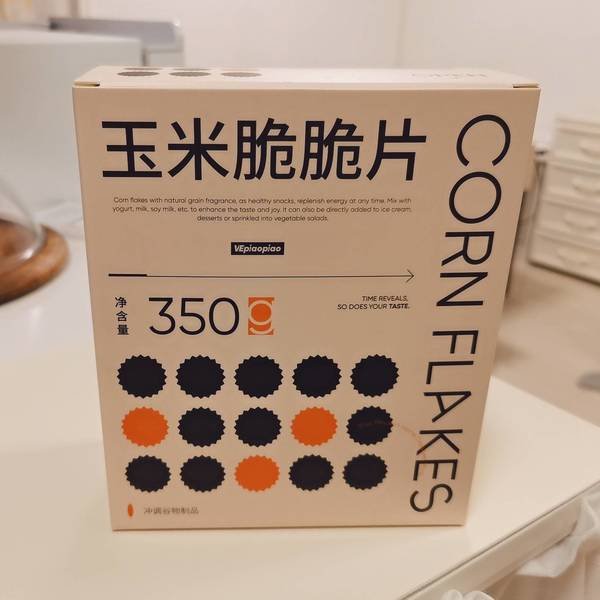 玉米脆脆片
Corn flakes with natural grain fragrance, as healthy snacks, replenish energy at any time. Mix with
yogurt, milk, soy milk, etc. to enhance the taste and joy. It can also be directly added to ice cream,
desserts or sprinkled into vegetable salads.
VEpiaopiao
净含量
350g
TIME REVEALS,
SO DOES YOUR TASTE.
CORN FLAKES
冲调谷物制品